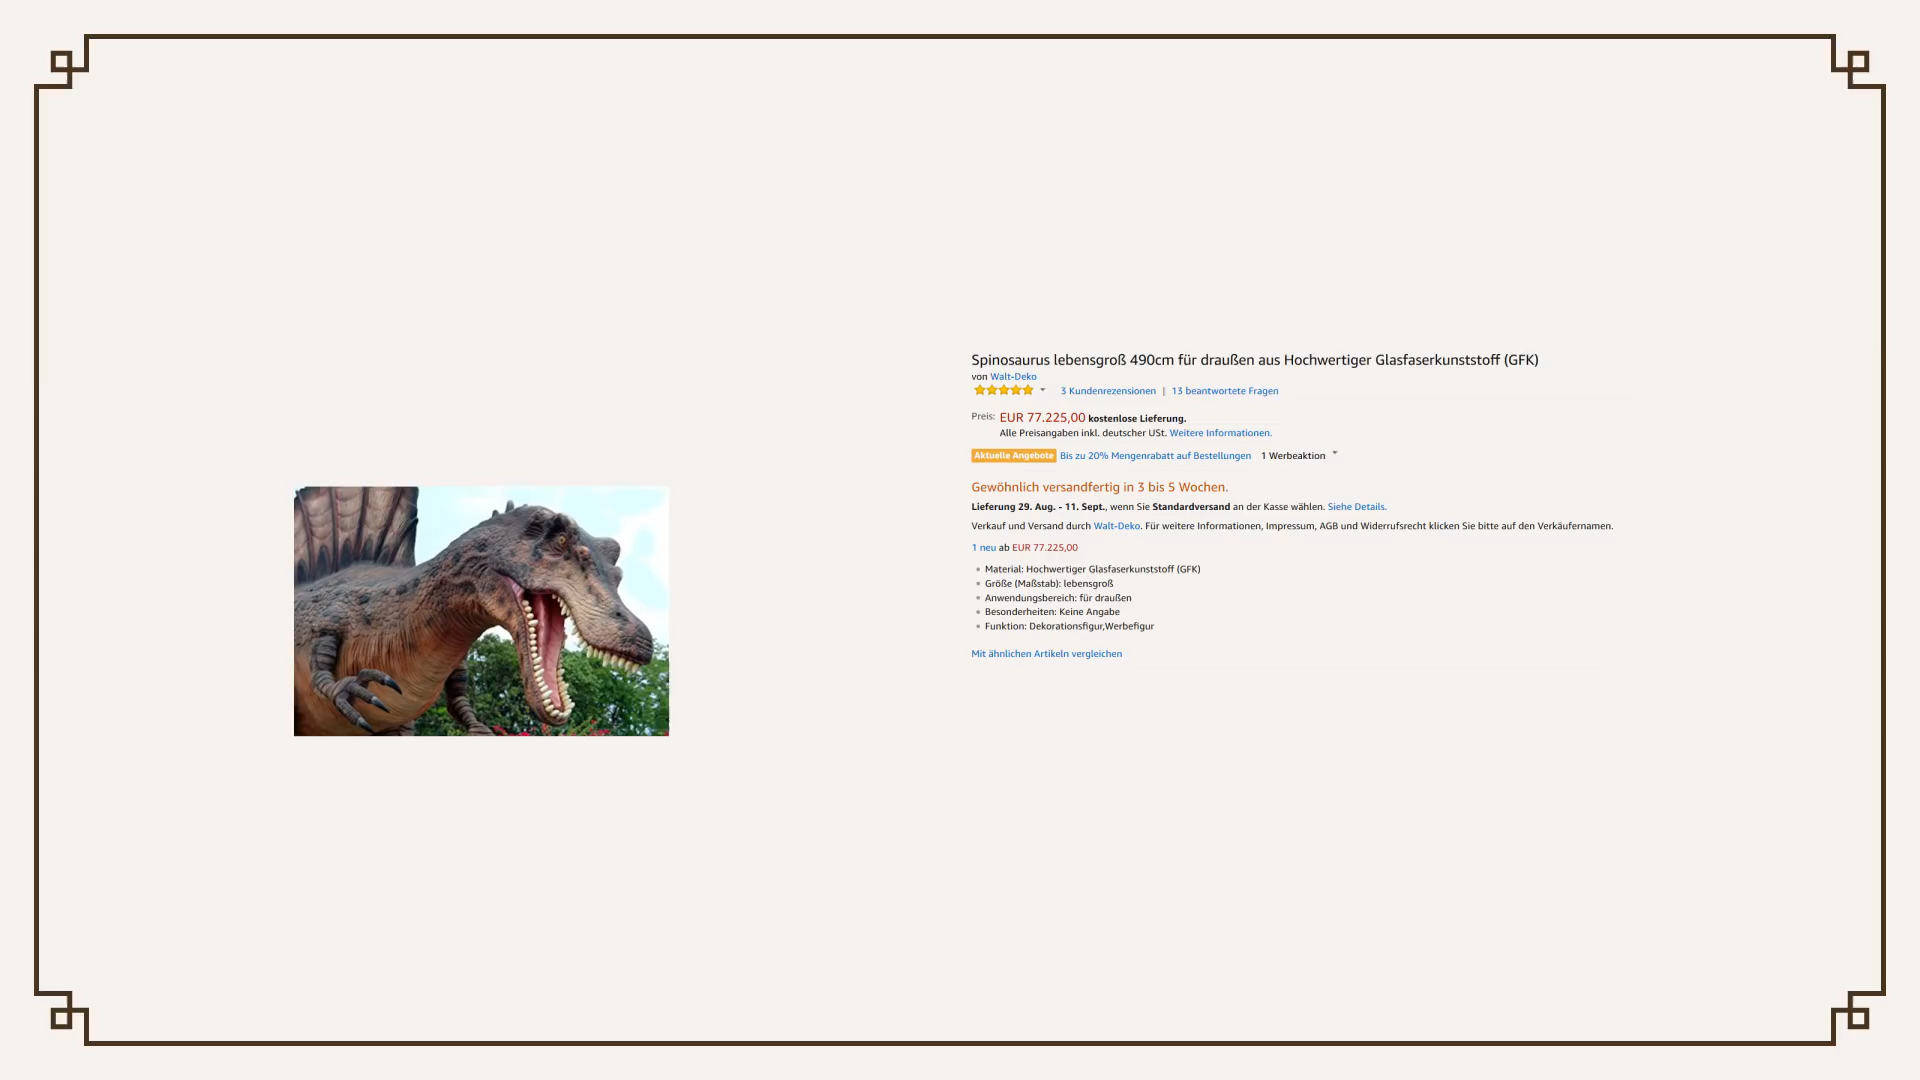 Spinosaurus lebensgroß 490cm für draußen aus Hochwertiger Glasfaserkunststoff (GFK)
von Walt-Deko
3 Kundenrezensionen | 13 beantwortete Fragen
Preis: EUR 77.225,00 kostenlose Lieferung.
Alle Preisangaben inkl. deutscher USt. Weitere Informationen.
Aktuelle Angebote Bis zu 20% Mengenrabatt auf Bestellungen 1 Werbeaktion
Gewöhnlich versandfertig in 3 bis 5 Wochen.
Lieferung 29. Aug. - 11. Sept., wenn Sie Standardversand an der Kasse wählen. Siehe Details.
Verkauf und Versand durch Walt-Deko. Für weitere Informationen, Impressum, AGB und Widerrufsrecht klicken Sie bitte auf den Verkäufernamen.
1 neu ab EUR 77.225,00
• Material: Hochwertiger Glasfaserkunststoff (GFK)
• Größe (Maßstab): lebensgroß
• Anwendungsbereich: für draußen
• Besonderheiten: Keine Angabe
• Funktion: Dekorationsfigur,Werbefigur
Mit ähnlichen Artikeln vergleichen